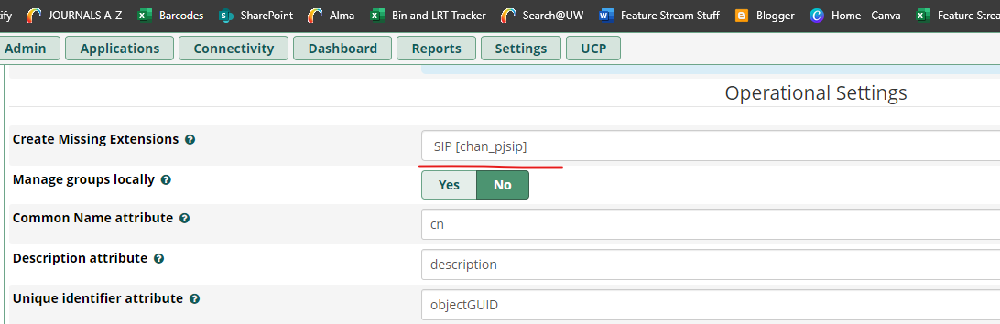 JOURNALS A-Z Barcodes SharePoint Alma Bin and LRT Tracker Search@UW Feature Stream Stuff Blogger Home - Canva Feature Strea
Admin Applications Connectivity Dashboard Reports Settings UCP
Operational Settings
Create Missing Extensions SIP [chan_pjsip]
Manage groups locally Yes No
Common Name attribute cn
Description attribute description
Unique identifier attribute objectGUID